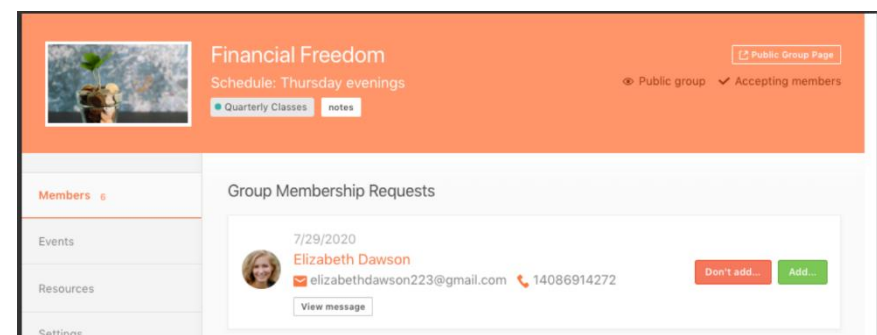 Financial Freedom
Public Group Page
Schedule: Thursday evenings
Public group Accepting members
Quarterly Classes notes
Members 6
Group Membership Requests
Events
7/29/2020
Elizabeth Dawson
elizabethdawson223@gmail.com 14086914272
Don't add... Add...
Resources
View message
Settings